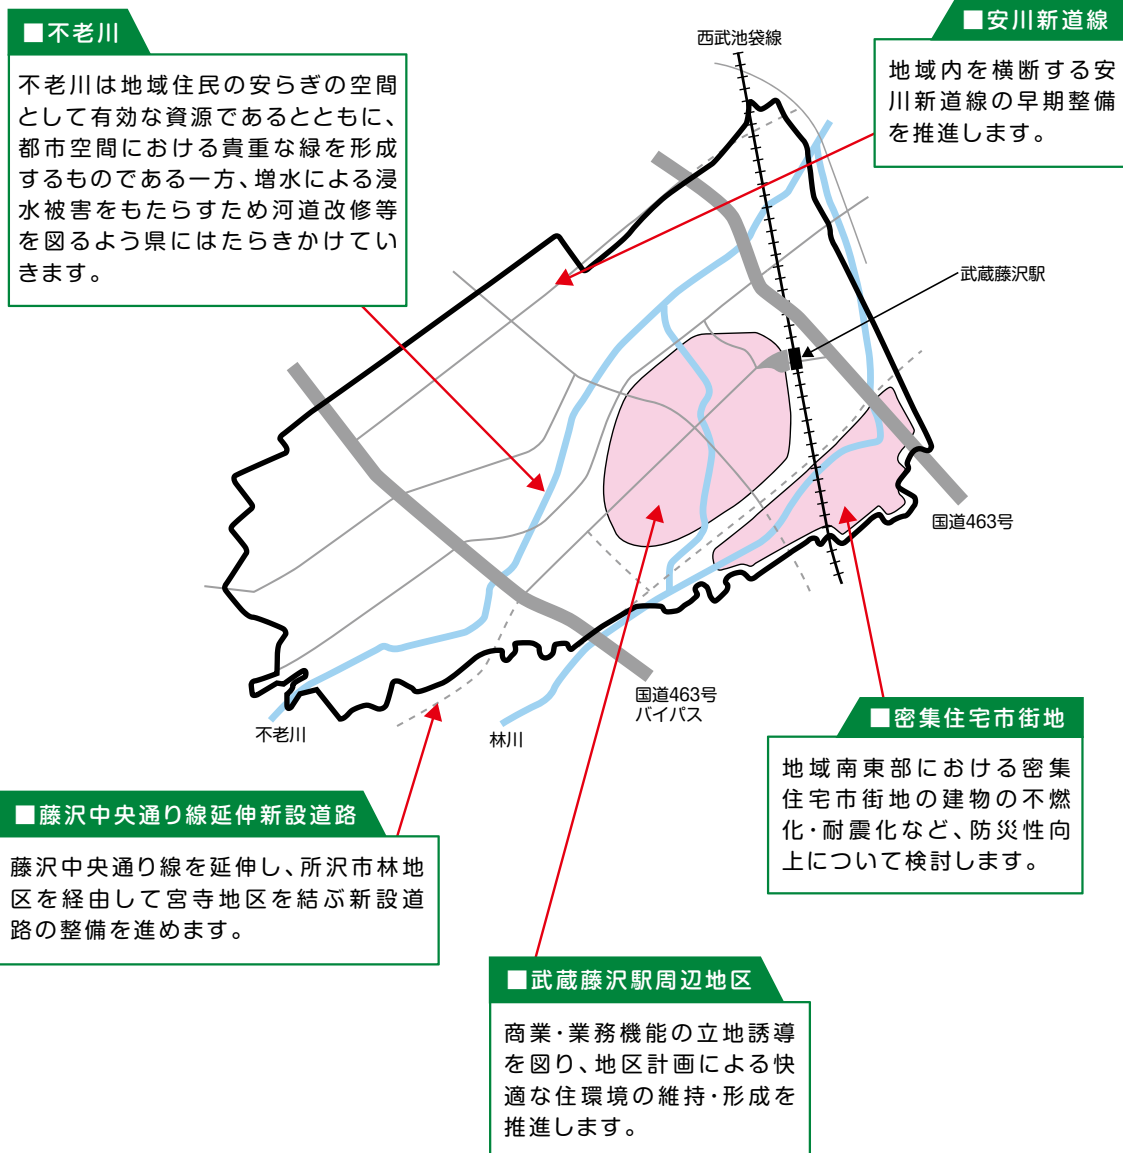 ■不老川
不老川は地域住民の安らぎの空間
として有効な資源であるとともに、
都市空間における貴重な緑を形成
するものである一方、増水による浸
水被害をもたらすため河道改修等
を図るよう県にはたらきかけてい
きます。
西武池袋線
■安川新道線
地域内を横断する安
川新道線の早期整備
を推進します。
武蔵藤沢駅
国道463号
国道463号
バイパス
不老川
林川
■密集住宅市街地
地域南東部における密集
住宅市街地の建物の不燃
化・耐震化など、防災性向
上について検討します。
■藤沢中央通り線延伸新設道路
藤沢中央通り線を延伸し、所沢市林地
区を経由して宮寺地区を結ぶ新設道
路の整備を進めます。
■武蔵藤沢駅周辺地区
商業・業務機能の立地誘導
を図り、地区計画による快
適な住環境の維持・形成を
推進します。